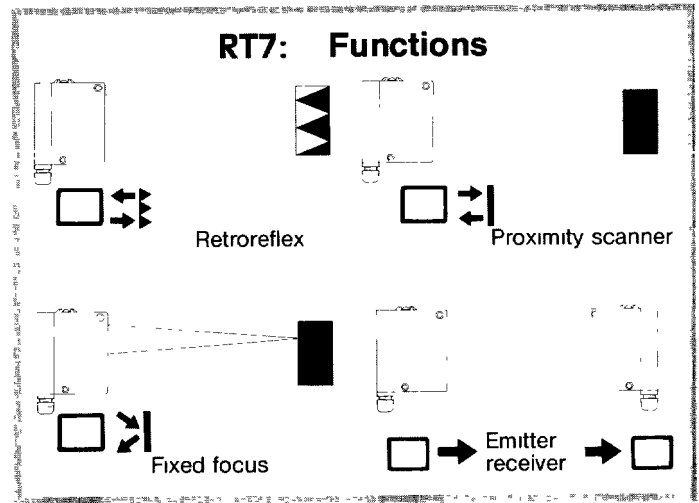 RT7: Functions
Retroreflex
Proximity scanner
Fixed focus
Emitter
receiver